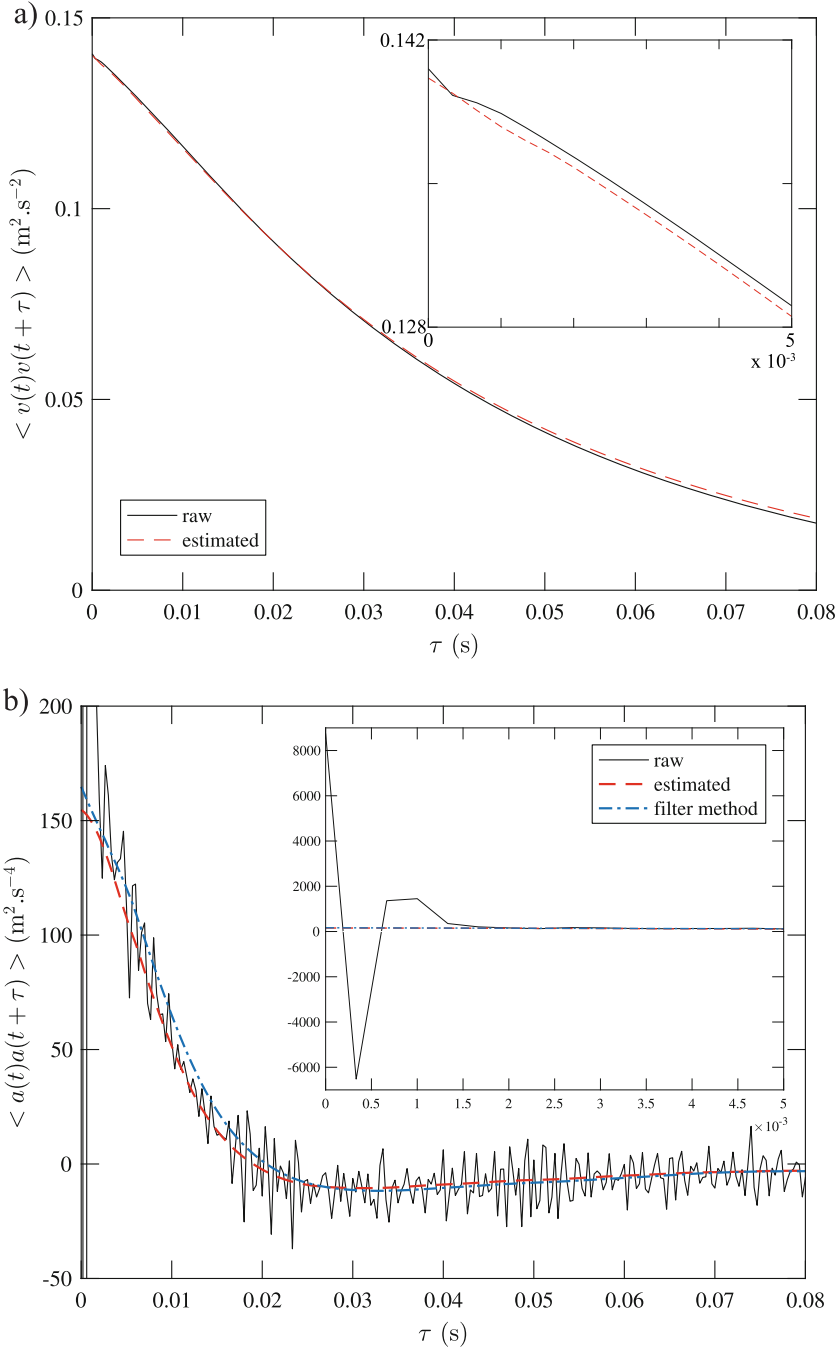 a)
0.15
0.1
0.05
0
< v(t)v(t + τ) > (m².s⁻²)
0.142
0.128
0
5
x 10⁻³
raw
estimated
0 0.01 0.02 0.03 0.04 0.05 0.06 0.07 0.08
τ (s)
b)
200
150
100
50
0
-50
< a(t)a(t + τ) > (m².s⁻⁴)
8000
6000
4000
2000
0
-2000
-4000
-6000
raw
estimated
filter method
0 0.5 1 1.5 2 2.5 3 3.5 4 4.5 5
×10⁻³
0 0.01 0.02 0.03 0.04 0.05 0.06 0.07 0.08
τ (s)